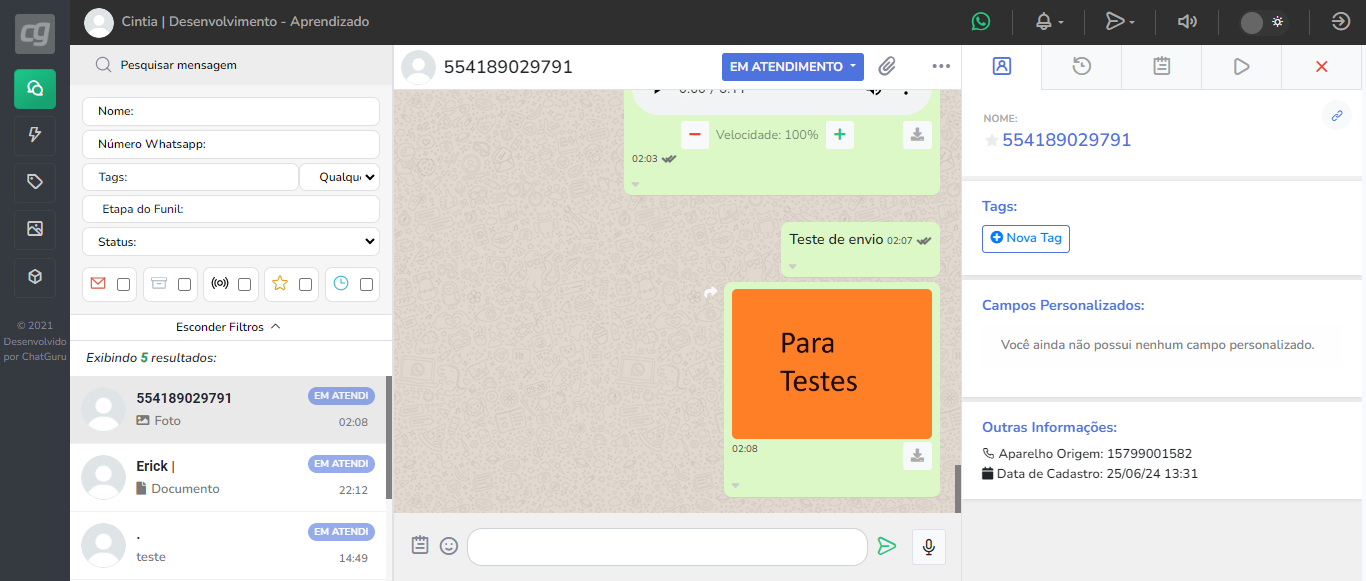 cg
Cintia | Desenvolvimento - Aprendizado
Pesquisar mensagem
Nome:
Número Whatsapp:
Tags:
Qualqu
Etapa do Funil:
Status:
Esconder Filtros
Exibindo 5 resultados:
554189029791
EM ATENDI
Foto
02:08
Erick |
EM ATENDI
Documento
22:12
.
EM ATENDI
teste
14:49
© 2021
Desenvolvido
por ChatGuru
554189029791
EM ATENDIMENTO
Velocidade: 100%
02:03
Teste de envio 02:07
Para
Testes
02:08
NOME:
554189029791
Tags:
Nova Tag
Campos Personalizados:
Você ainda não possui nenhum campo personalizado.
Outras Informações:
Aparelho Origem: 15799001582
Data de Cadastro: 25/06/24 13:31